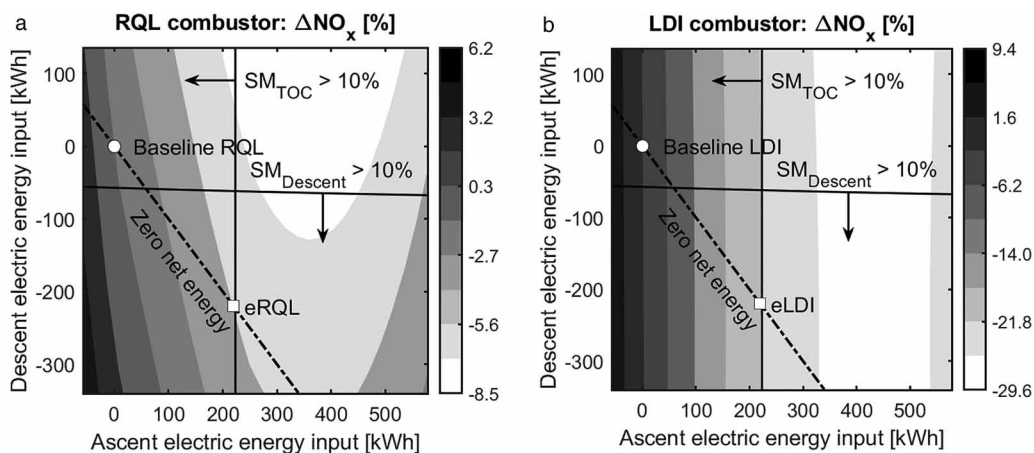 a
RQL combustor: ΔNOx [%]
Descent electric energy input [kWh]
100
0
-100
-200
-300
SMTOC > 10%
Baseline RQL
SMDescent > 10%
Zero net energy
eRQL
0 100 200 300 400 500
Ascent electric energy input [kWh]
6.2
3.2
0.3
-2.7
-5.6
-8.5
b
LDI combustor: ΔNOx [%]
Descent electric energy input [kWh]
100
0
-100
-200
-300
SMTOC > 10%
Baseline LDI
SMDescent > 10%
Zero net energy
eLDI
0 100 200 300 400 500
Ascent electric energy input [kWh]
9.4
1.6
-6.2
-14.0
-21.8
-29.6